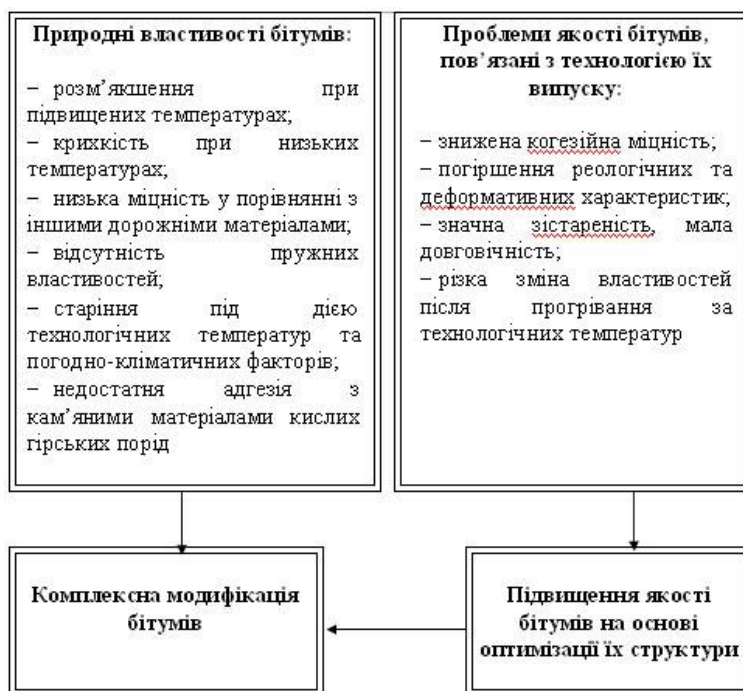 Природні властивості бітумів:
– розм’якшення при
підвищених температурах;
– крихкість при низьких
температурах;
– низька міцність у порівнянні з
іншими дорожніми матеріалами;
– відсутність пружних
властивостей;
– старіння під дією
технологічних температур та
погодно-кліматичних факторів;
– недостатня адгезія з
кам’яними матеріалами кислих
гірських порід
Проблеми якості бітумів,
пов’язані з технологією їх
випуску:
– знижена когезійна міцність;
– погіршення реологічних та
деформативних характеристик;
– значна зістареність, мала
довговічність;
– різка зміна властивостей
після прогрівання за
технологічних температур
Комплексна модифікація
бітумів
Підвищення якості
бітумів на основі
оптимізації їх структури